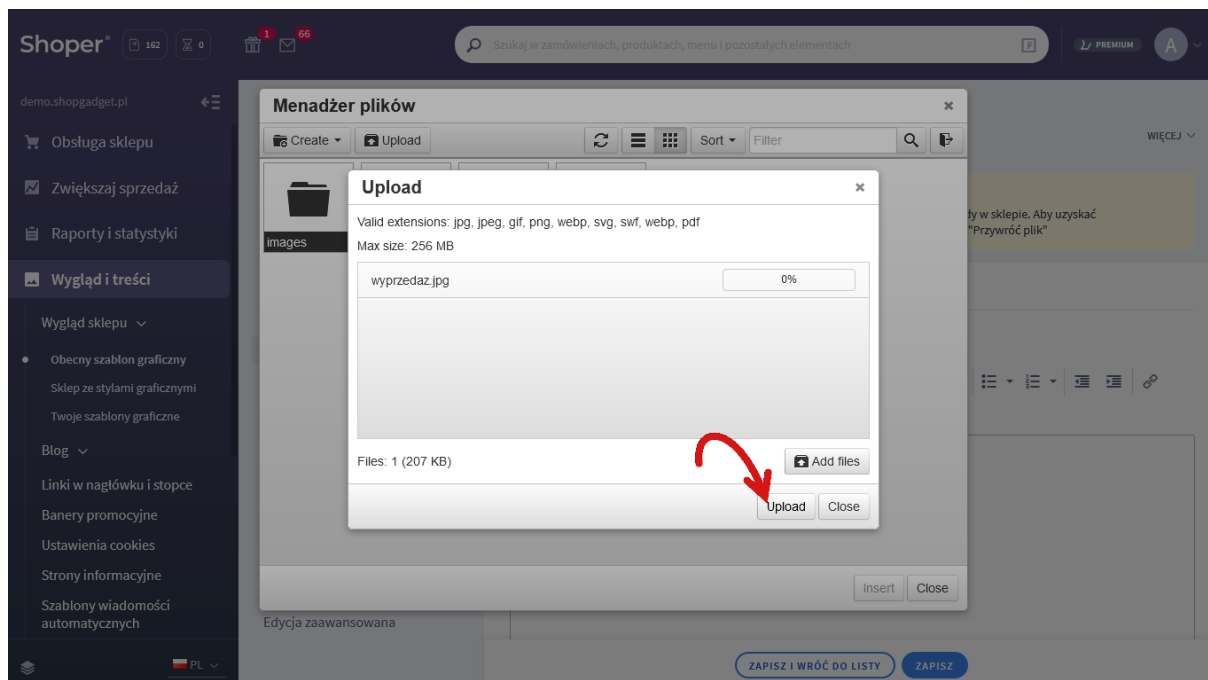 Shoper®
162
0
1
66
Szukaj w zamówieniach, produktach, menu i pozostałych elementach
F
PREMIUM
A
demo.shopgadget.pl
Obsługa sklepu
Zwiększaj sprzedaż
Raporty i statystyki
Wygląd i treści
Wygląd sklepu
Obecny szablon graficzny
Sklep ze stylami graficznymi
Twoje szablony graficzne
Blog
Linki w nagłówku i stopce
Banery promocyjne
Ustawienia cookies
Strony informacyjne
Szablony wiadomości
automatycznych
PL
WIĘCEJ
dy w sklepie. Aby uzyskać
"Przywróć plik"
Menadżer plików
Create
Upload
Sort
Filter
images
Upload
Valid extensions: jpg, jpeg, gif, png, webp, svg, swf, webp, pdf
Max size: 256 MB
wyprzedaz.jpg
0%
Files: 1 (207 KB)
Add files
Upload
Close
Insert
Close
Edycja zaawansowana
ZAPISZ I WRÓĆ DO LISTY
ZAPISZ